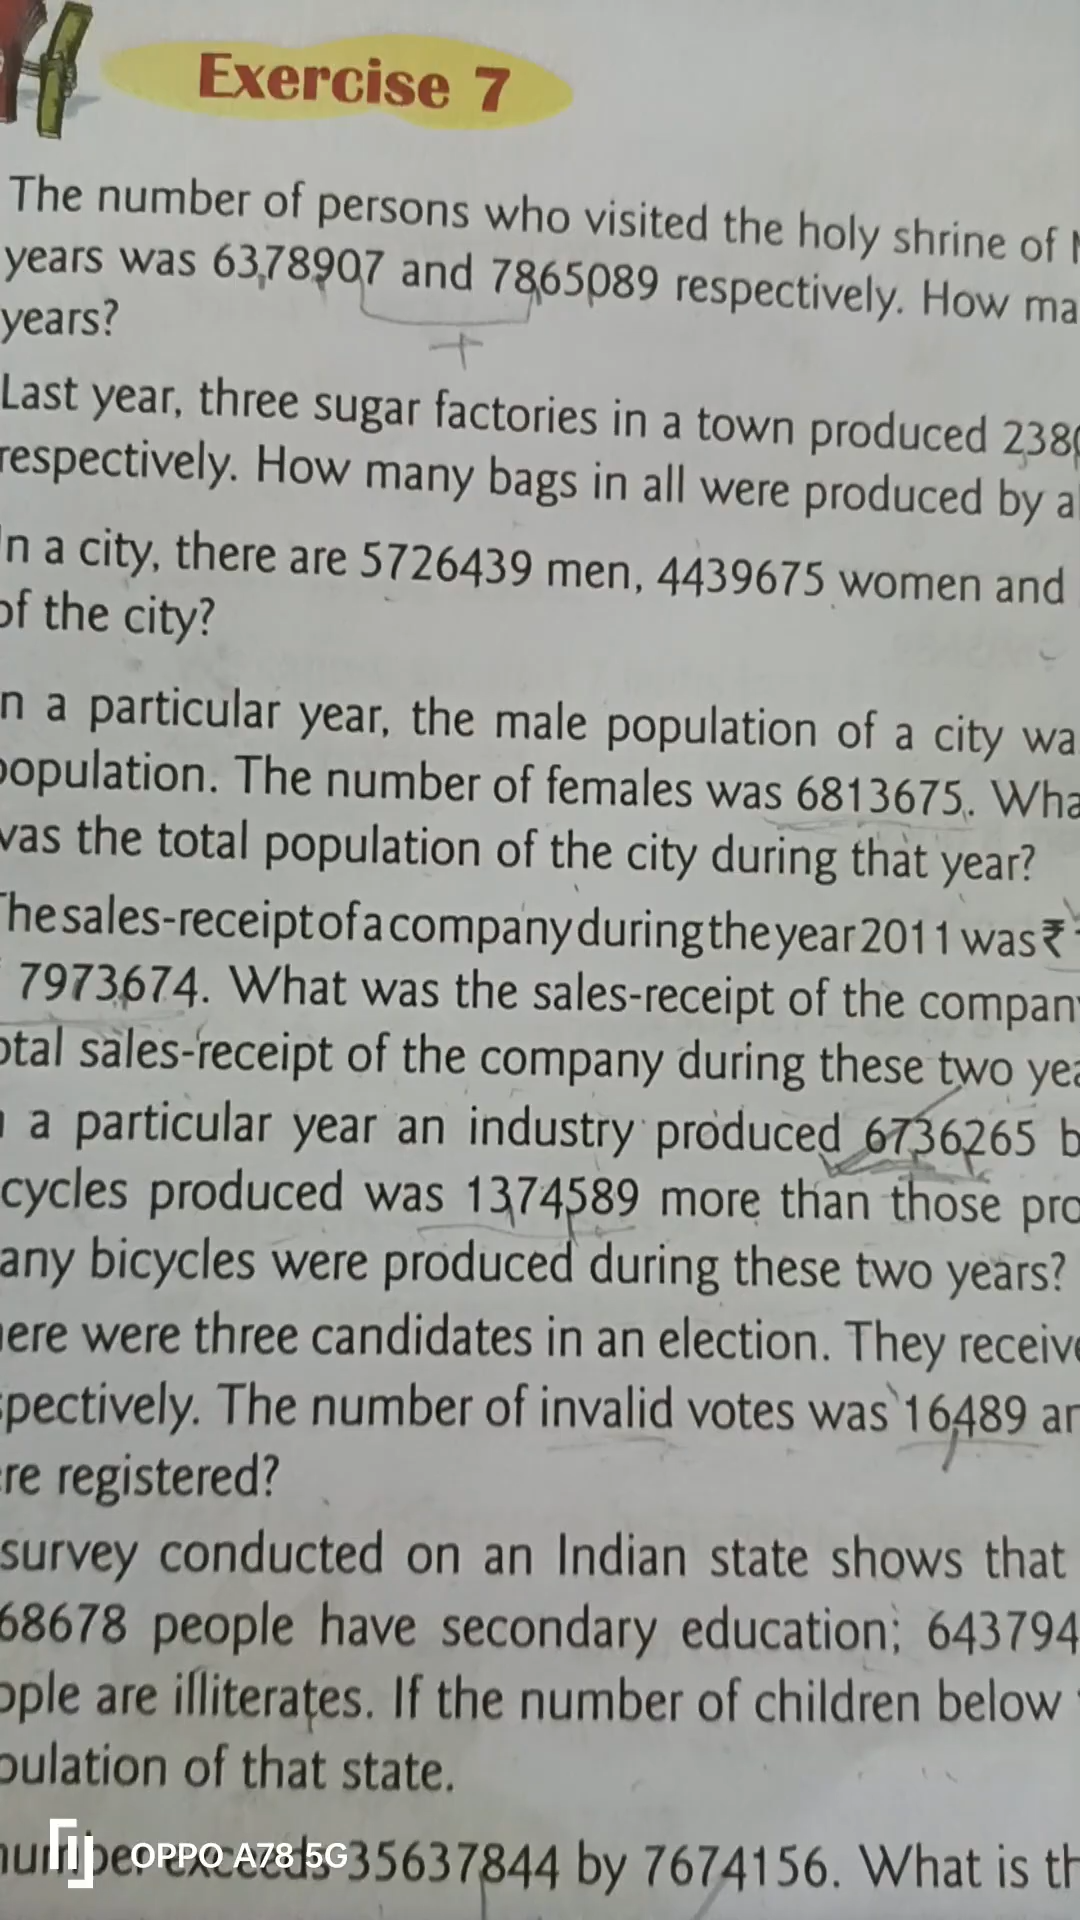 Exercise 7
The number of persons who visited the holy shrine of
years was 6378907 and 7865089 respectively. How ma
years?
+
Last year, three sugar factories in a town produced 238
respectively. How many bags in all were produced by a
In a city, there are 5726439 men, 4439675 women and
of the city?
n a particular year, the male population of a city wa
population. The number of females was 6813675. Wha
was the total population of the city during that year?
The sales-receipt of a company during the year 2011 was ₹
7973674. What was the sales-receipt of the company
otal sales-receipt of the company during these two yea
a particular year an industry produced 6736265 b
cycles produced was 1374589 more than those pro
any bicycles were produced during these two years?
ere were three candidates in an election. They receive
spectively. The number of invalid votes was 16489 an
re registered?
survey conducted on an Indian state shows that
68678 people have secondary education; 643794
ople are illiterates. If the number of children below
pulation of that state.
number exceeds 35637844 by 7674156. What is th
OPPO A78 5G